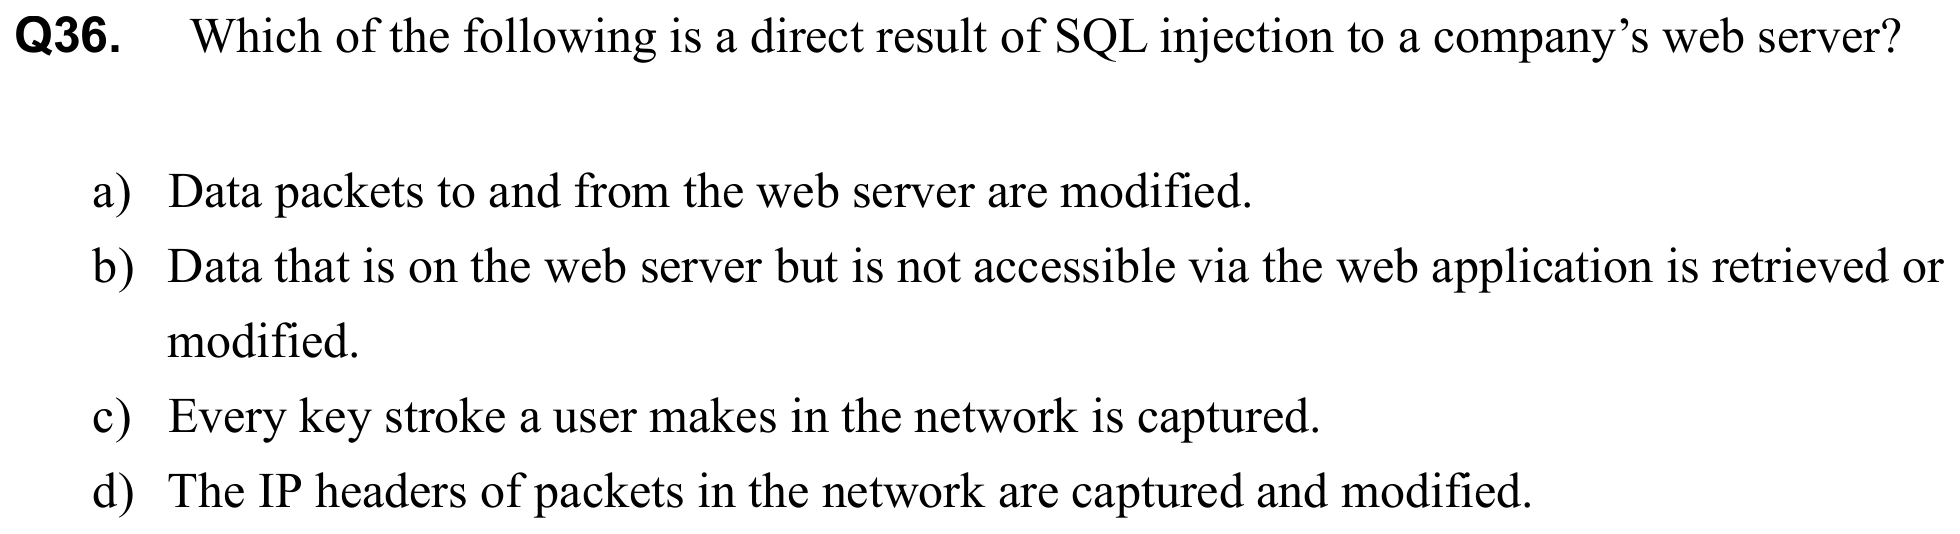 Q36. Which of the following is a direct result of SQL injection to a company’s web server?
a) Data packets to and from the web server are modified.
b) Data that is on the web server but is not accessible via the web application is retrieved or
modified.
c) Every key stroke a user makes in the network is captured.
d) The IP headers of packets in the network are captured and modified.